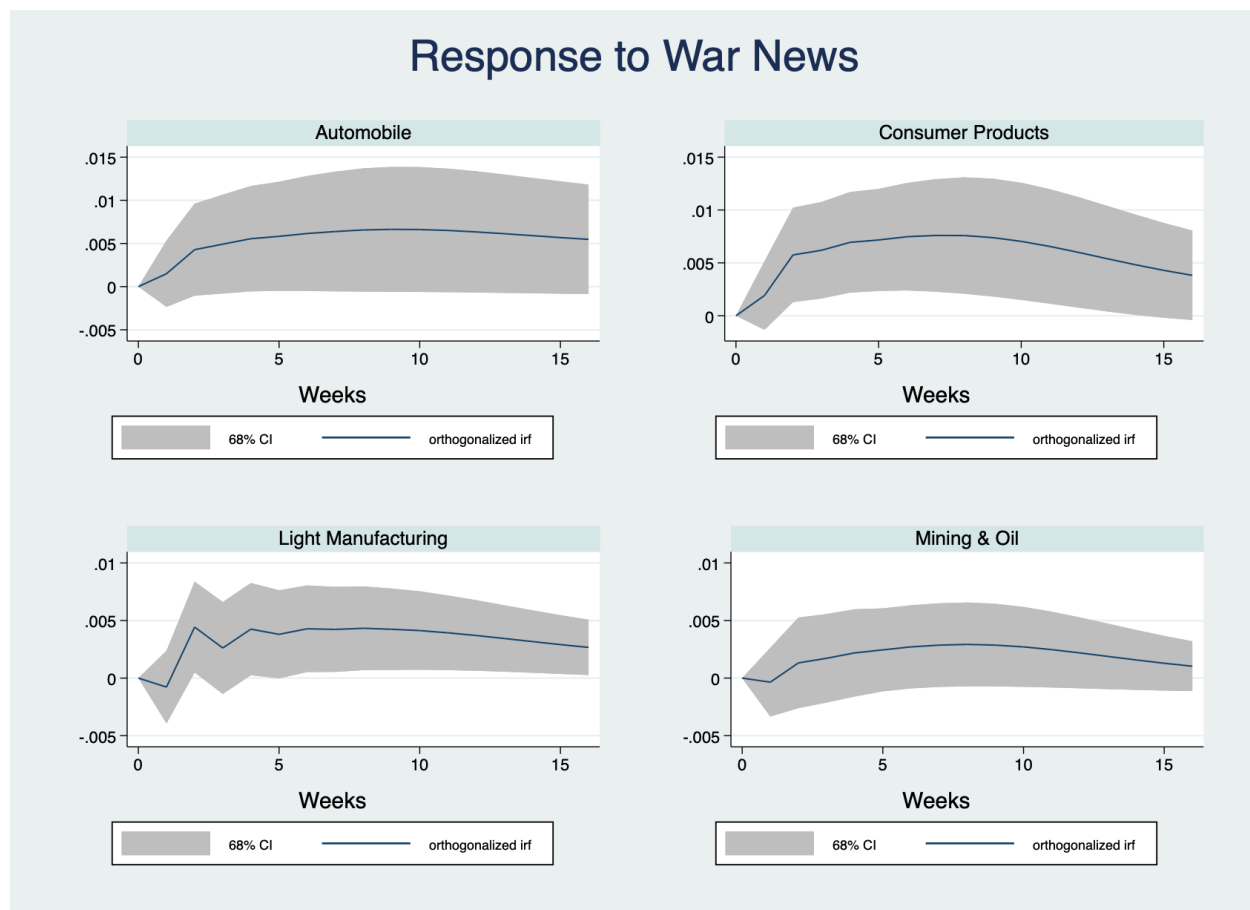 Response to War News
Automobile
.015
.01
.005
0
-.005
0 5 10 15
Weeks
68% CI orthogonalized irf
Consumer Products
.015
.01
.005
0
0 5 10 15
Weeks
68% CI orthogonalized irf
Light Manufacturing
.01
.005
0
-.005
0 5 10 15
Weeks
68% CI orthogonalized irf
Mining & Oil
.01
.005
0
-.005
0 5 10 15
Weeks
68% CI orthogonalized irf